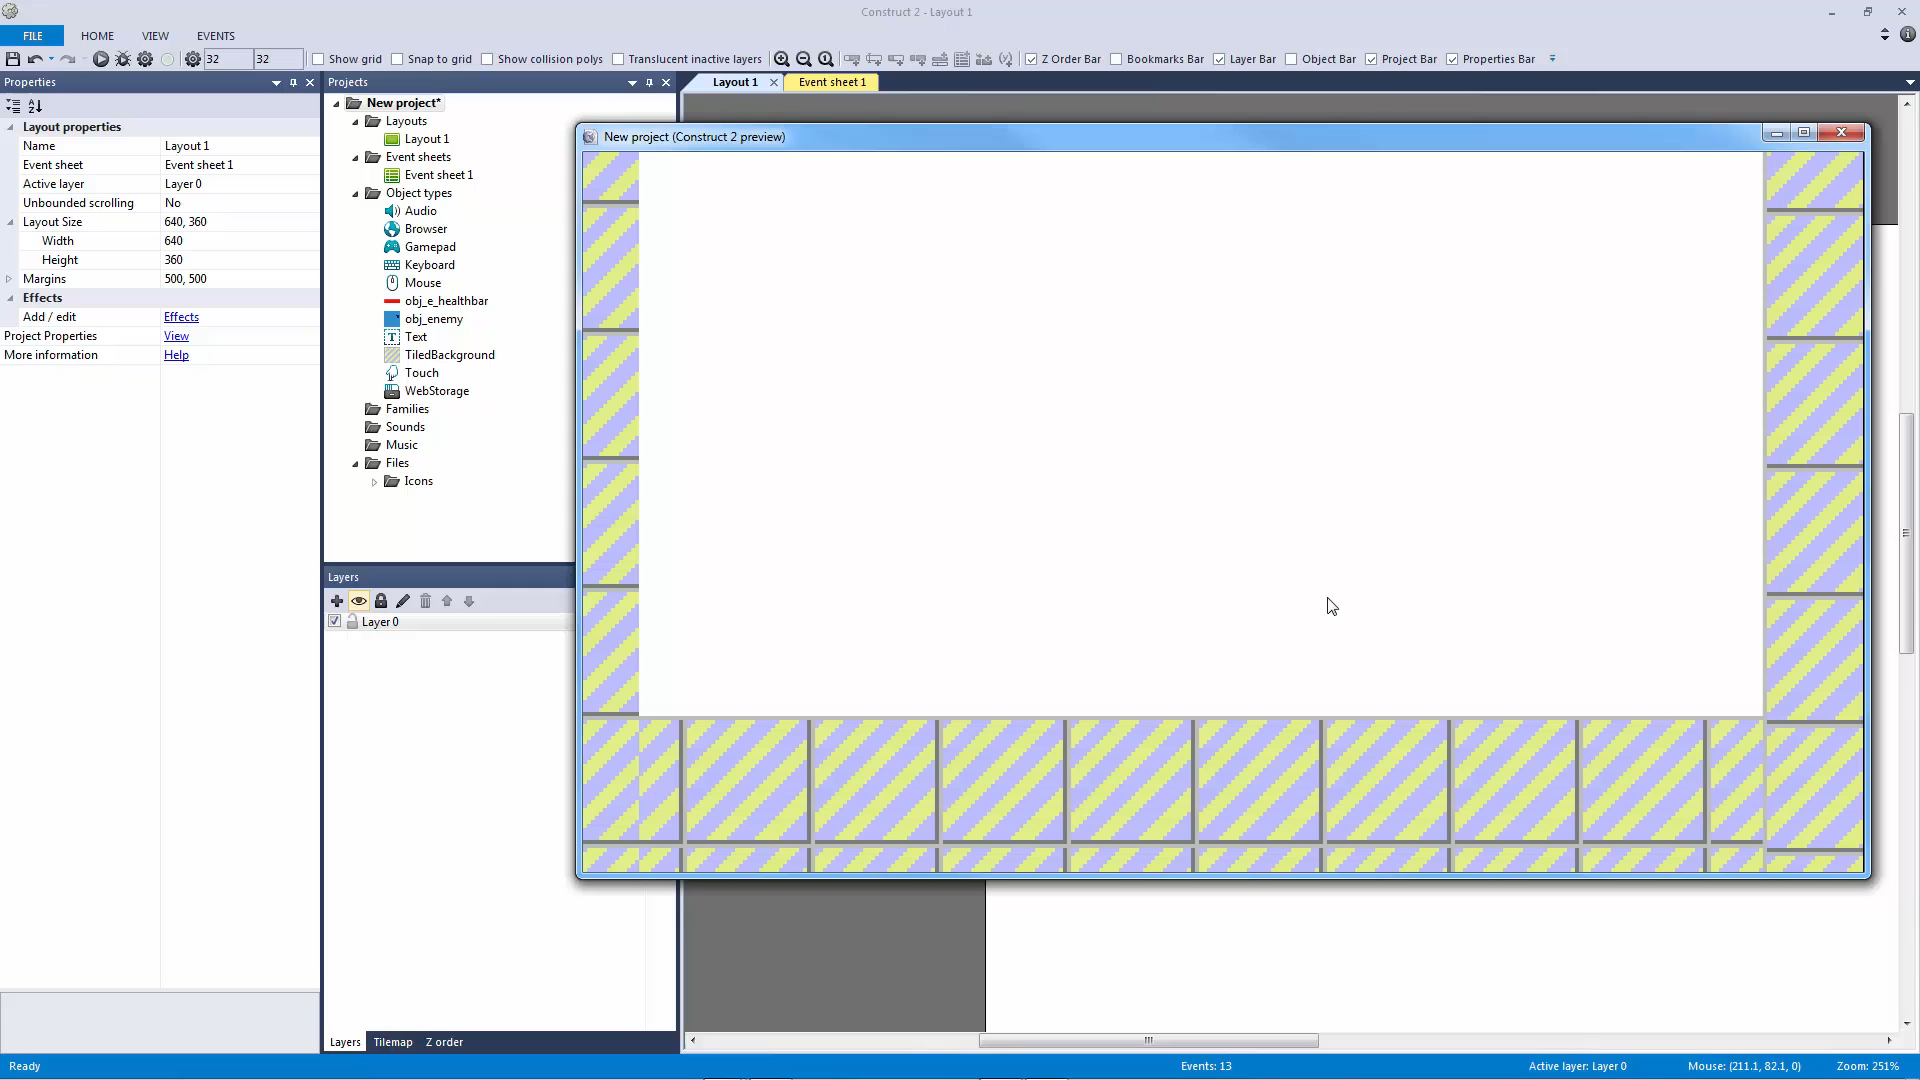 Construct 2 - Layout 1
FILE
HOME
VIEW
EVENTS
32
32
Show grid
Snap to grid
Show collision polys
Translucent inactive layers
Z Order Bar
Bookmarks Bar
Layer Bar
Object Bar
Project Bar
Properties Bar
Properties
Layout properties
Name Layout 1
Event sheet Event sheet 1
Active layer Layer 0
Unbounded scrolling No
Layout Size 640, 360
Width 640
Height 360
Margins 500, 500
Effects
Add / edit Effects
Project Properties View
More information Help
Projects
New project*
Layouts
Layout 1
Event sheets
Event sheet 1
Object types
Audio
Browser
Gamepad
Keyboard
Mouse
obj_e_healthbar
obj_enemy
Text
TiledBackground
Touch
WebStorage
Families
Sounds
Music
Files
Icons
Layers
Layer 0
Layers
Tilemap
Z order
Layout 1
Event sheet 1
New project (Construct 2 preview)
Ready
Events: 13
Active layer: Layer 0
Mouse: (211.1, 82.1, 0)
Zoom: 251%